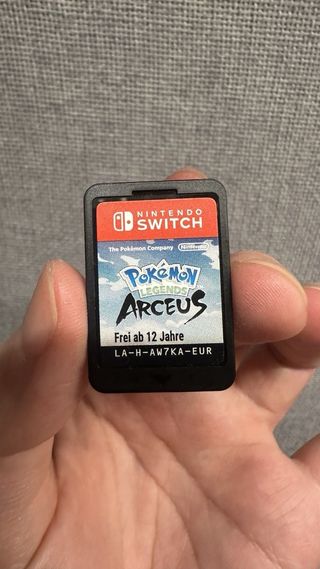 NINTENDO
SWITCH
The Pokémon Company Nintendo
POKéMON
LEGENDS
ARCEUS
Frei ab 12 Jahre
LA-H-AW7KA-EUR